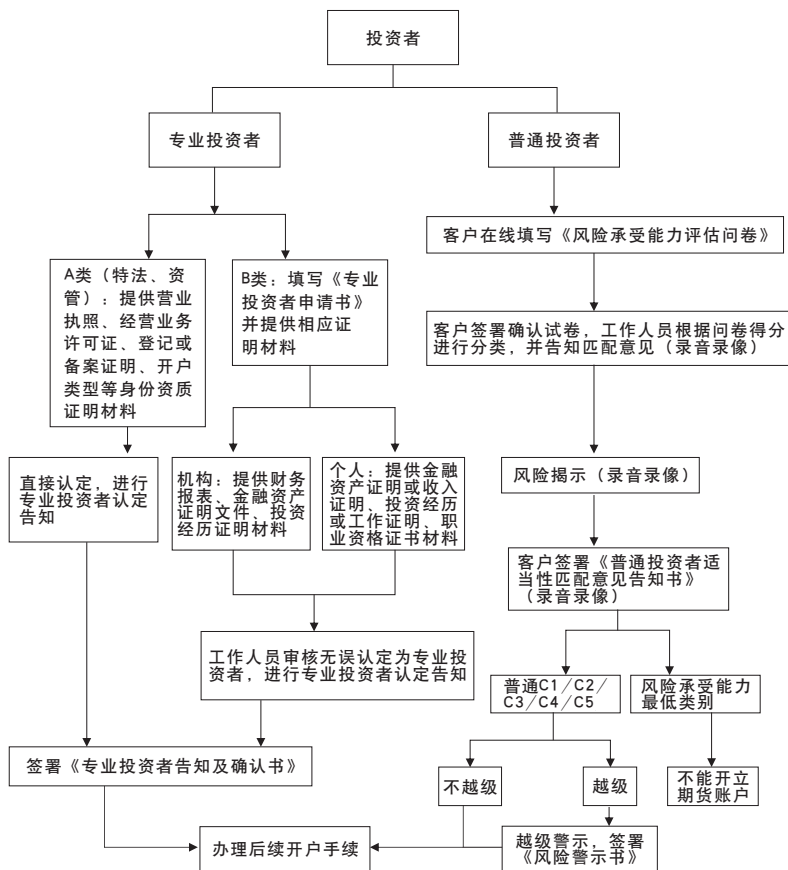 投资者
专业投资者
普通投资者
A类（特法、资
管）：提供营业
执照、经营业务
许可证、登记或
备案证明、开户
类型等身份资质
证明材料
B类：填写《专业
投资者申请书》
并提供相应证
明材料
客户在线填写《风险承受能力评估问卷》
客户签署确认试卷，工作人员根据问卷得分
进行分类，并告知匹配意见（录音录像）
直接认定，进行
专业投资者认定
告知
机构：提供财务
报表、金融资产
证明文件、投资
经历证明材料
个人：提供金融
资产证明或收入
证明、投资经历
或工作证明、职
业资格证书材料
风险揭示（录音录像）
客户签署《普通投资者适
当性匹配意见告知书》
（录音录像）
工作人员审核无误认定为专业投
资者，进行专业投资者认定告知
普通C1/C2/
C3/C4/C5
风险承受能力
最低类别
签署《专业投资者告知及确认书》
不越级
越级
不能开立
期货账户
办理后续开户手续
越级警示，签署
《风险警示书》